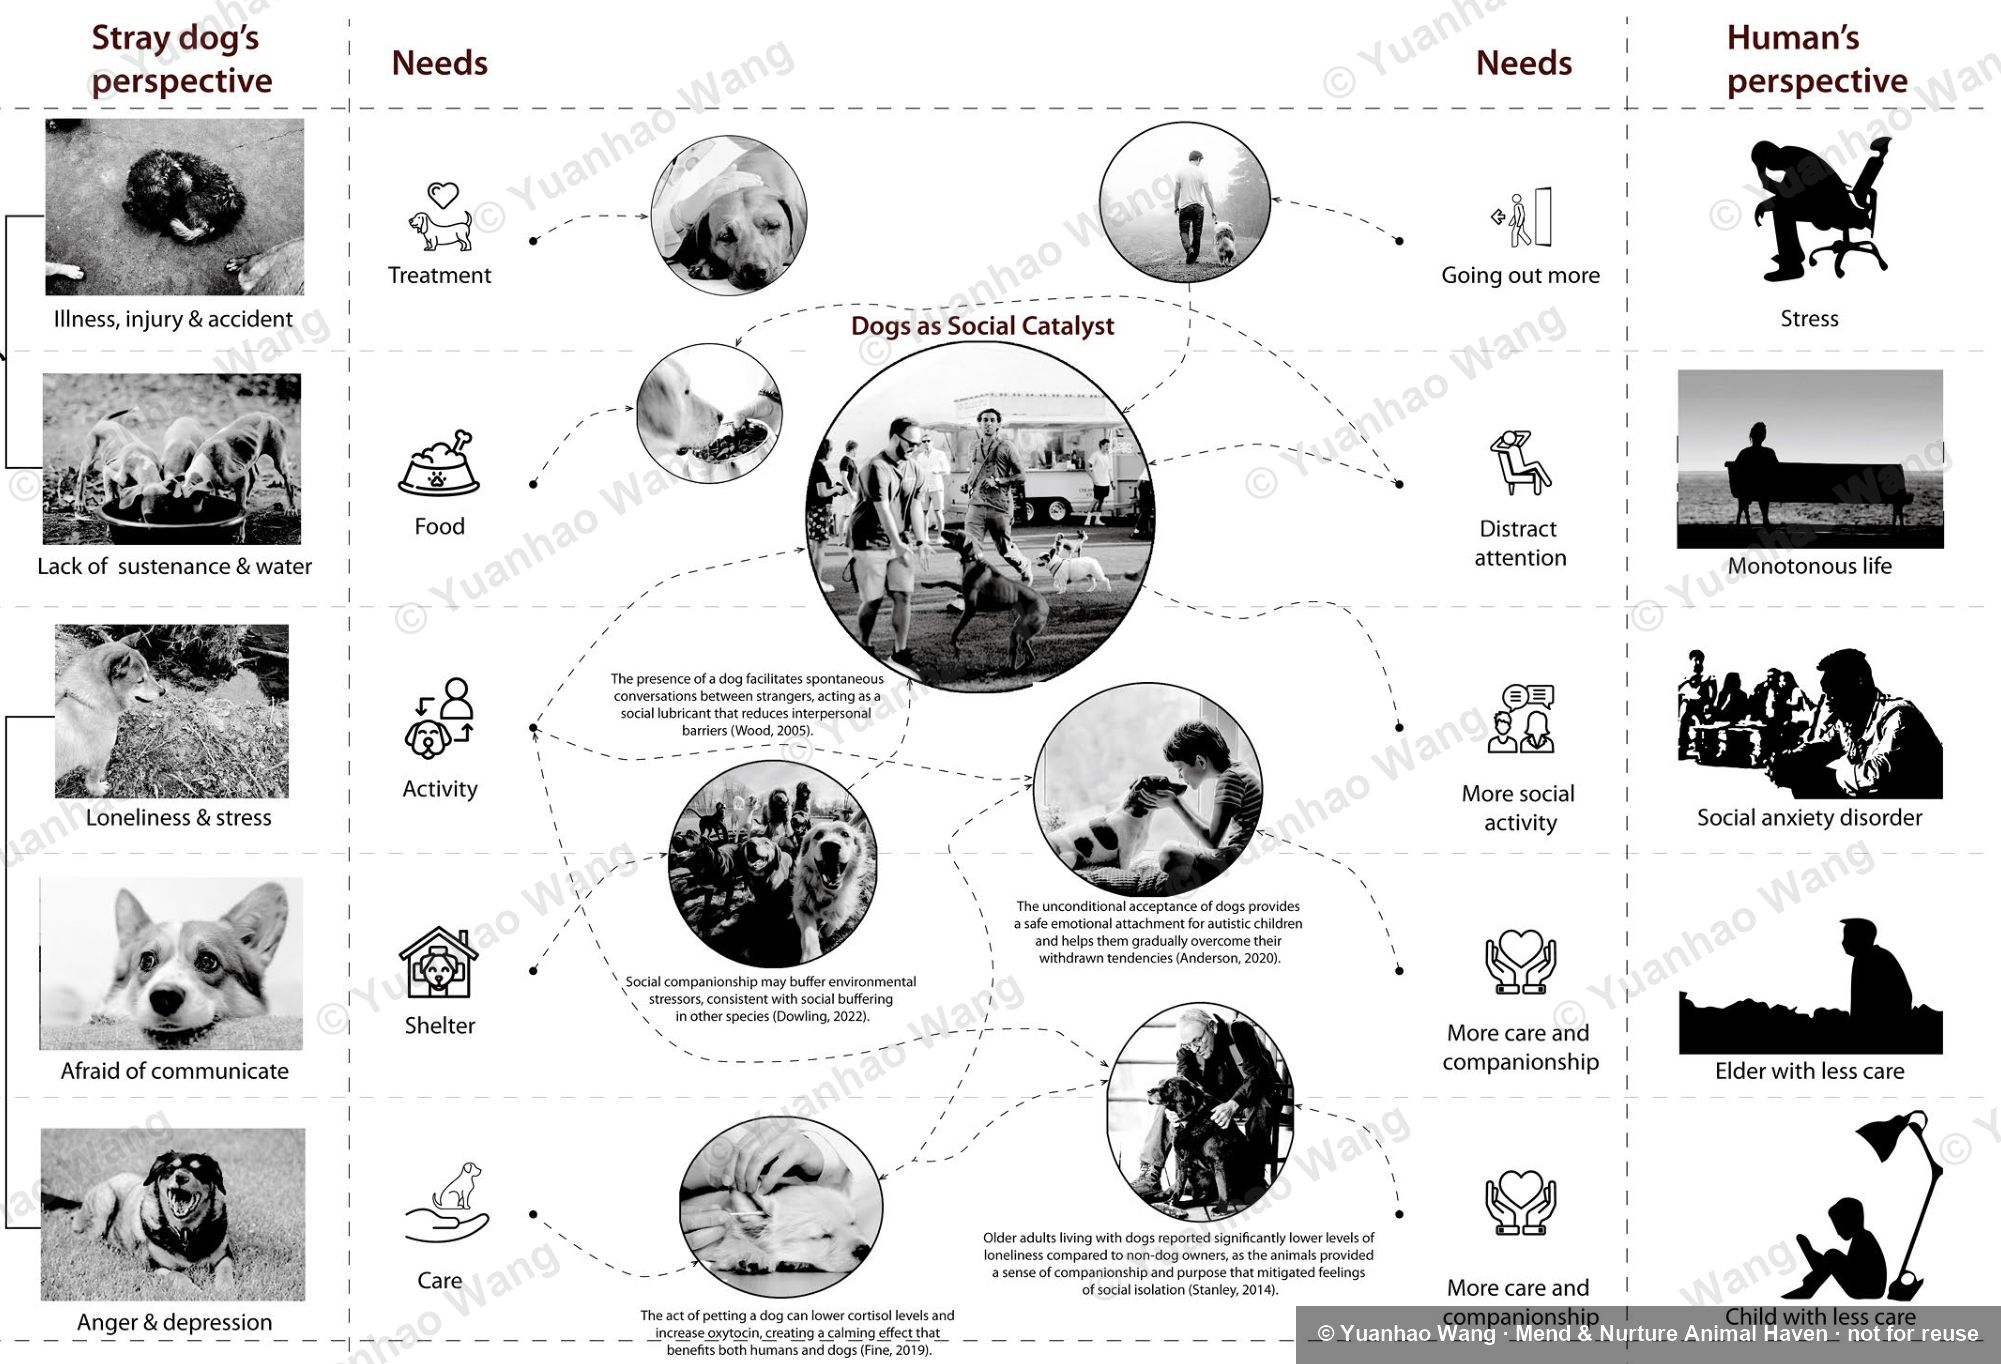 Stray dog's
perspective
Needs
Needs
Human's
perspective
Treatment
Going out more
Illness, injury & accident
Stress
Dogs as Social Catalyst
Food
Distract
attention
Lack of sustenance & water
Monotonous life
The presence of a dog facilitates spontaneous
conversations between strangers, acting as a
social lubricant that reduces interpersonal
barriers (Wood, 2005).
Activity
More social
activity
Loneliness & stress
Social anxiety disorder
The unconditional acceptance of dogs provides
a safe emotional attachment for autistic children
and helps them gradually overcome their
withdrawn tendencies (Anderson, 2020).
Social companionship may buffer environmental
stressors, consistent with social buffering
in other species (Dowling, 2022).
Shelter
More care and
companionship
Afraid of communicate
Elder with less care
Older adults living with dogs reported significantly lower levels of
loneliness compared to non-dog owners, as the animals provided
a sense of companionship and purpose that mitigated feelings
of social isolation (Stanley, 2014).
Care
More care and
companionship
Anger & depression
Child with less care
The act of petting a dog can lower cortisol levels and
increase oxytocin, creating a calming effect that
benefits both humans and dogs (Fine, 2019).
© Yuanhao Wang · Mend & Nurture Animal Haven · not for reuse
© Yuanhao Wang